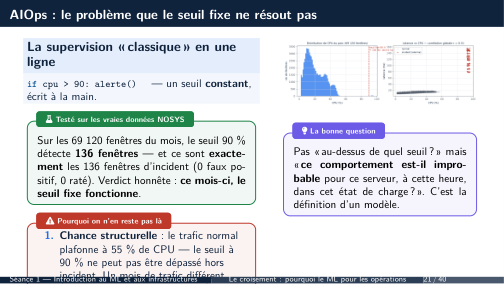 AIOps : le problème que le seuil fixe ne résout pas
La supervision « classique » en une
ligne
if cpu > 90: alerte() — un seuil constant,
écrit à la main.
Testé sur les vraies données NOSYS
Sur les 69 120 fenêtres du mois, le seuil 90 %
détecte 136 fenêtres — et ce sont exacte-
ment les 136 fenêtres d'incident (0 faux po-
sitif, 0 raté). Verdict honnête : ce mois-ci, le
seuil fixe fonctionne.
Pourquoi on n'en reste pas là
1. Chance structurelle : le trafic normal
plafonne à 55 % de CPU — le seuil à
90 % ne peut pas être dépassé hors
incident. Un mois de trafic différent
La bonne question
Pas « au-dessus de quel seuil ? » mais
« ce comportement est-il impro-
bable pour ce serveur, à cette heure,
dans cet état de charge ? ». C'est la
définition d'un modèle.
Séance 1 — Introduction au ML et aux infrastructures
Le croisement : pourquoi le ML pour les opérations
21 / 40